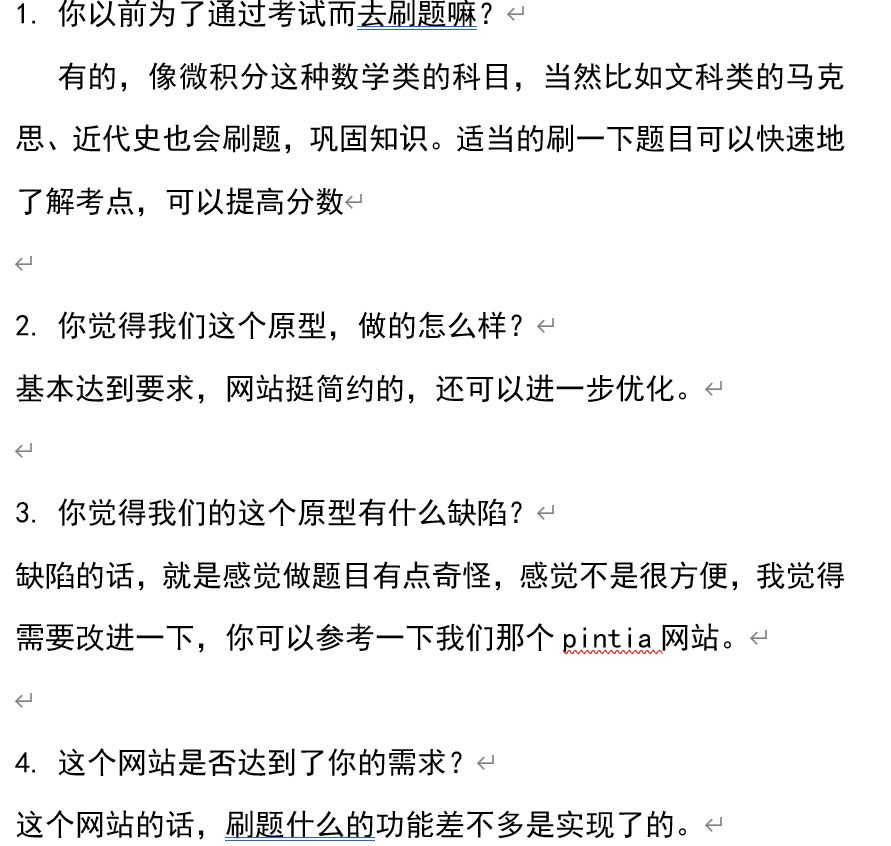 1. 你以前为了通过考试而去刷题嘛？
有的，像微积分这种数学类的科目，当然比如文科类的马克
思、近代史也会刷题，巩固知识。适当的刷一下题目可以快速地
了解考点，可以提高分数
2. 你觉得我们这个原型，做的怎么样？
基本达到要求，网站挺简约的，还可以进一步优化。
3. 你觉得我们的这个原型有什么缺陷？
缺陷的话，就是感觉做题目有点奇怪，感觉不是很方便，我觉得
需要改进一下，你可以参考一下我们那个 pintia 网站。
4. 这个网站是否达到了你的需求？
这个网站的话，刷题什么的功能差不多是实现了的。